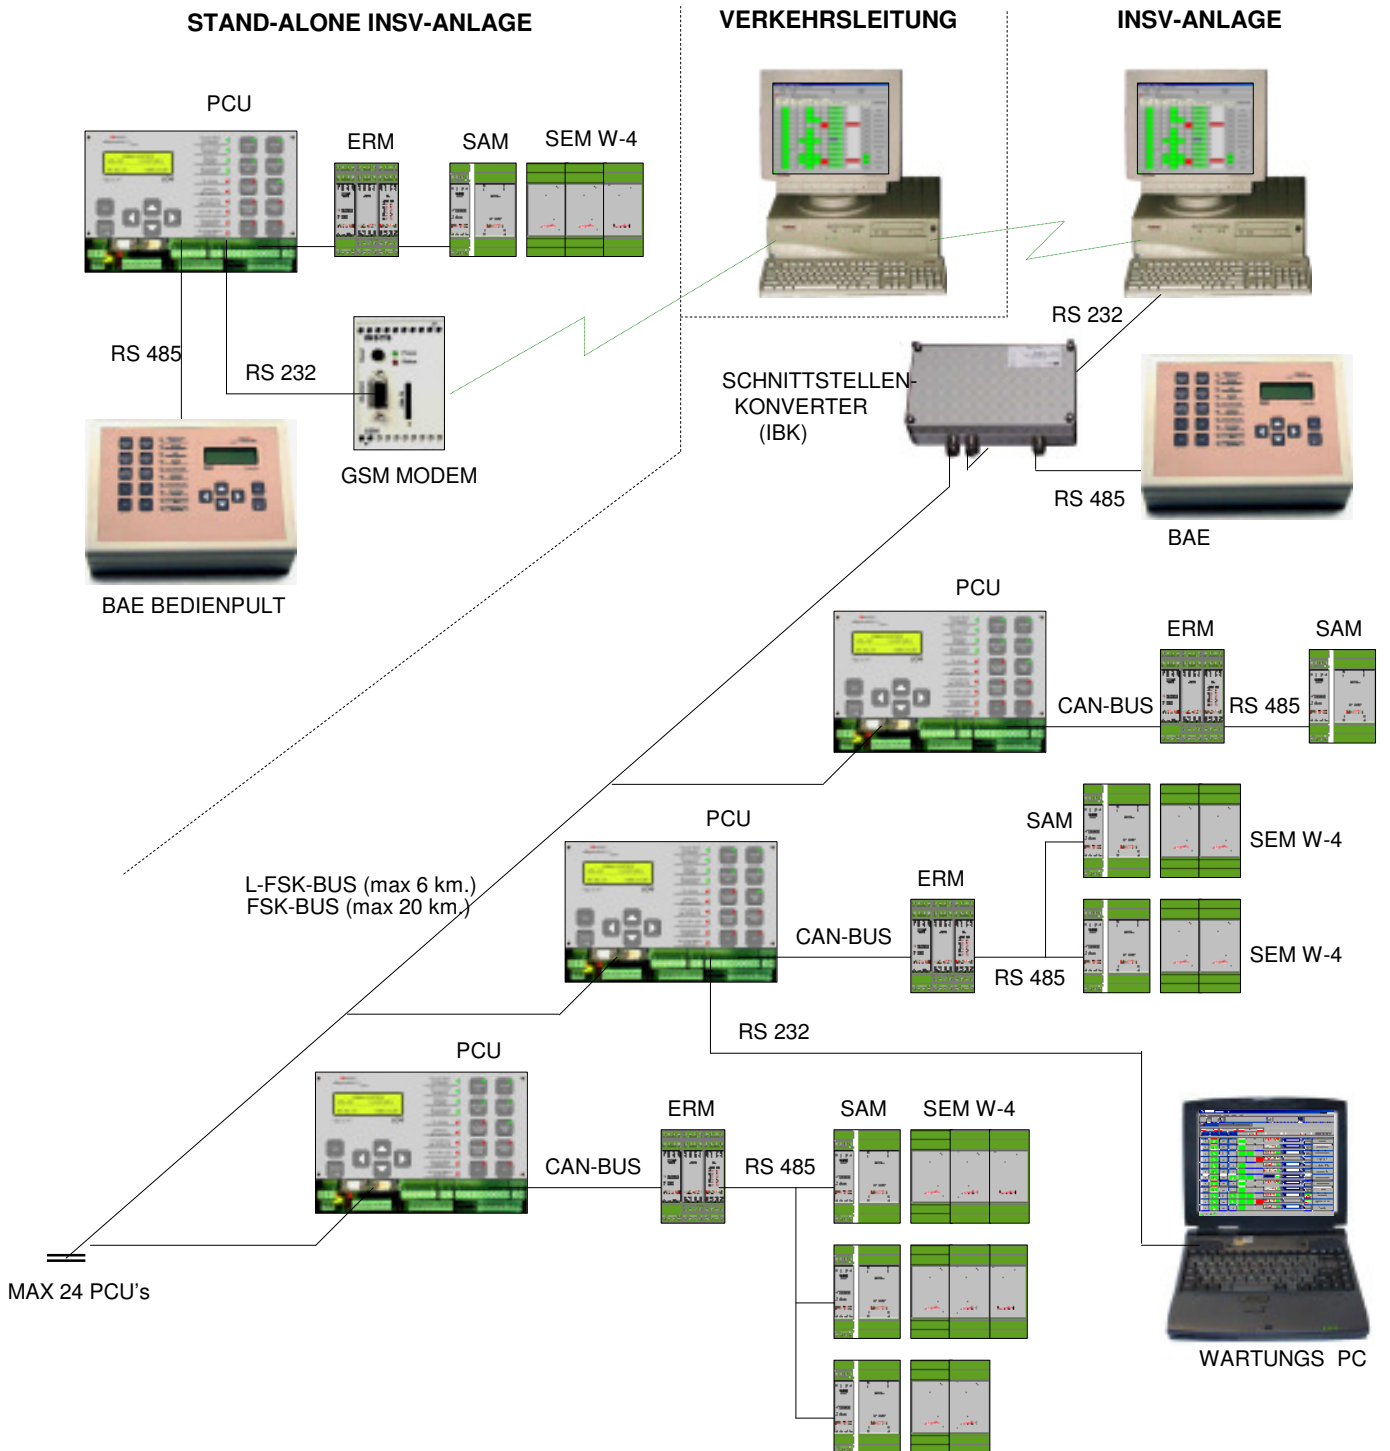 STAND-ALONE INSV-ANLAGE
VERKEHRSLEITUNG
INSV-ANLAGE
PCU
ERM
SAM
SEM W-4
RS 485
RS 232
GSM MODEM
BAE BEDIENPULT
RS 232
SCHNITTSTELLEN-
KONVERTER
(IBK)
RS 485
BAE
PCU
ERM
SAM
CAN-BUS
RS 485
PCU
SAM
SEM W-4
ERM
L-FSK-BUS (max 6 km.)
FSK-BUS (max 20 km.)
CAN-BUS
RS 485
SEM W-4
RS 232
PCU
ERM
SAM
SEM W-4
CAN-BUS
RS 485
MAX 24 PCU's
WARTUNGS PC